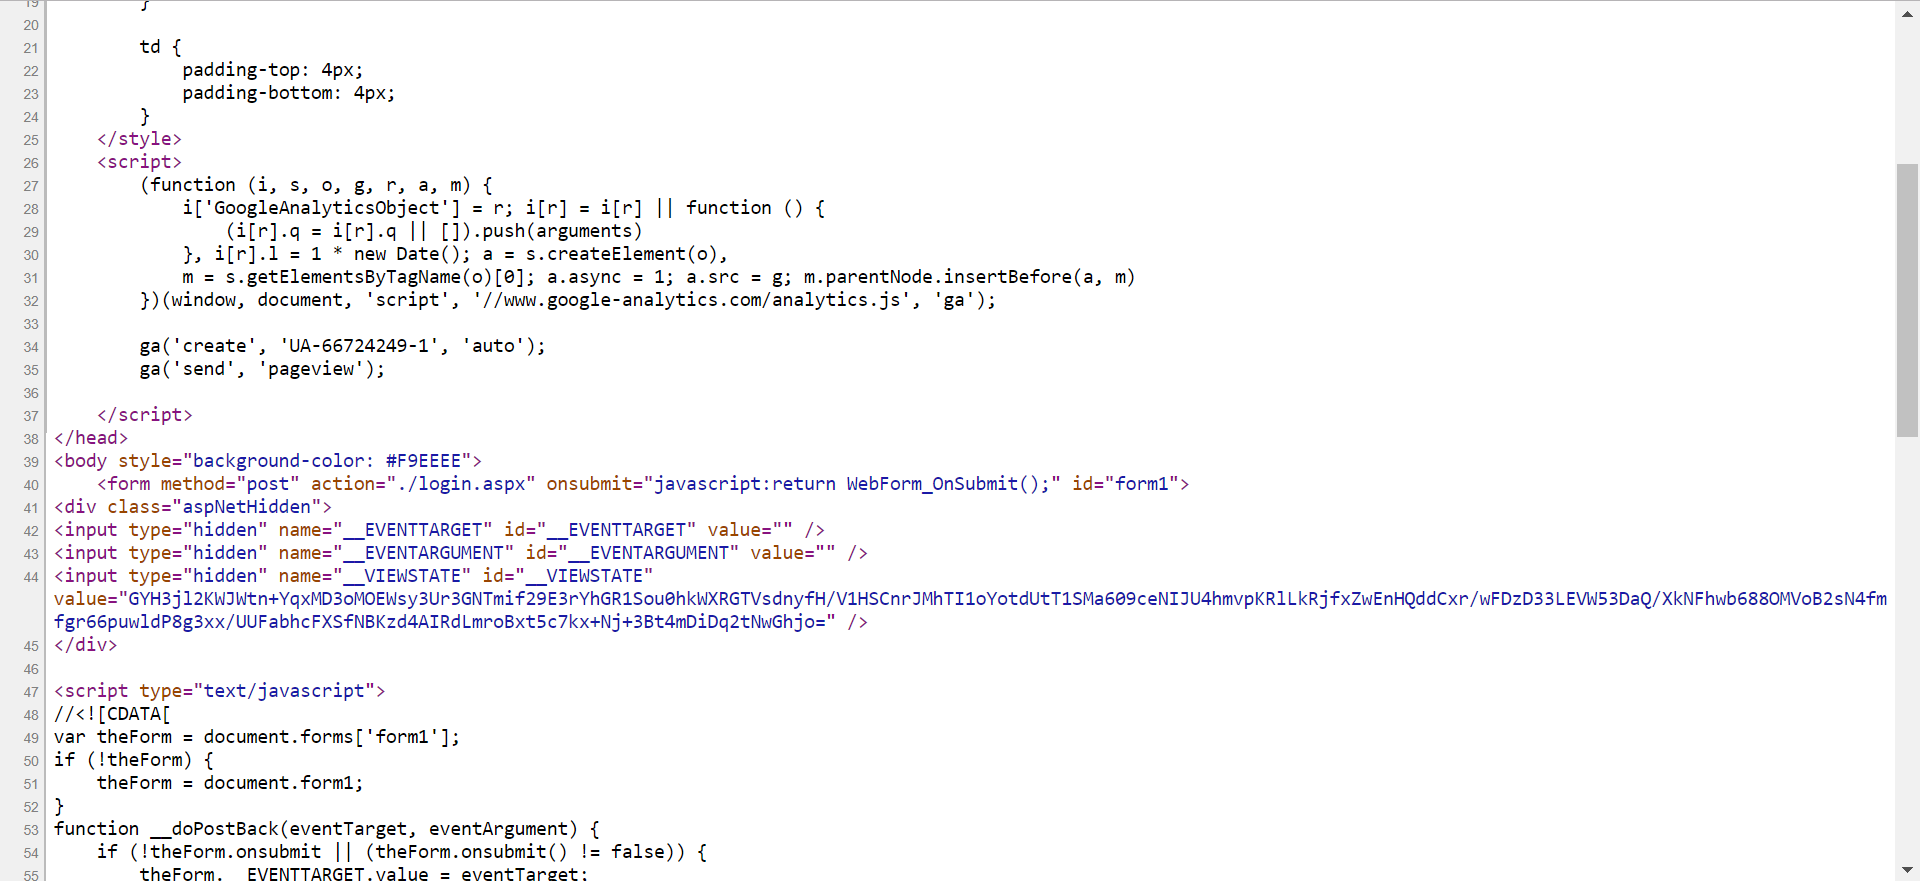 19 }
20
21 td {
22 padding-top: 4px;
23 padding-bottom: 4px;
24 }
25 </style>
26 <script>
27 (function (i, s, o, g, r, a, m) {
28 i['GoogleAnalyticsObject'] = r; i[r] = i[r] || function () {
29 (i[r].q = i[r].q || []).push(arguments)
30 }, i[r].l = 1 * new Date(); a = s.createElement(o),
31 m = s.getElementsByTagName(o)[0]; a.async = 1; a.src = g; m.parentNode.insertBefore(a, m)
32 })(window, document, 'script', '//www.google-analytics.com/analytics.js', 'ga');
33
34 ga('create', 'UA-66724249-1', 'auto');
35 ga('send', 'pageview');
36
37 </script>
38 </head>
39 <body style="background-color: #F9EEEE">
40 <form method="post" action="./login.aspx" onsubmit="javascript:return WebForm_OnSubmit();" id="form1">
41 <div class="aspNetHidden">
42 <input type="hidden" name="__EVENTTARGET" id="__EVENTTARGET" value="" />
43 <input type="hidden" name="__EVENTARGUMENT" id="__EVENTARGUMENT" value="" />
44 <input type="hidden" name="__VIEWSTATE" id="__VIEWSTATE"
value="GYH3jl2KWJWtn+YqxMD3oMOEWsy3Ur3GNTmif29E3rYhGR1Sou0hkWXRGTVsdnyfH/V1HSCnrJMhTI1oYotdUtT1SMa609ceNIJU4hmvpKRlLkRjfxZwEnHQddCxr/wFDzD33LEVW53DaQ/XkNFhwb688OMVoB2sN4fm
fgr66puwldP8g3xx/UUFabhcFXSfNBKzd4AIRdLmroBxt5c7kx+Nj+3Bt4mDiDq2tNwGhjo=" />
45 </div>
46
47 <script type="text/javascript">
48 //<![CDATA[
49 var theForm = document.forms['form1'];
50 if (!theForm) {
51 theForm = document.form1;
52 }
53 function __doPostBack(eventTarget, eventArgument) {
54 if (!theForm.onsubmit || (theForm.onsubmit() != false)) {
55 theForm.__EVENTTARGET.value = eventTarget;